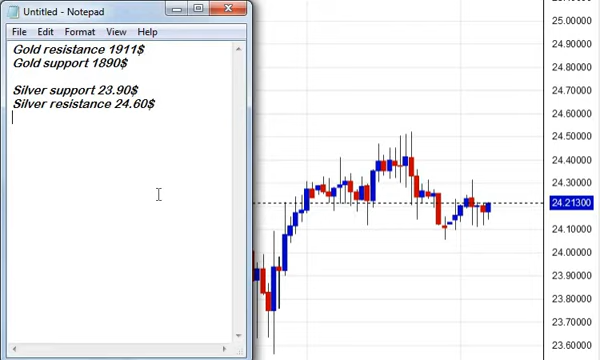 Untitled - Notepad
File Edit Format View Help
Gold resistance 1911$
Gold support 1890$
Silver support 23.90$
Silver resistance 24.60$
25.00000
24.90000
24.80000
24.70000
24.60000
24.50000
24.40000
24.30000
24.21300
24.10000
24.00000
23.90000
23.80000
23.70000
23.60000